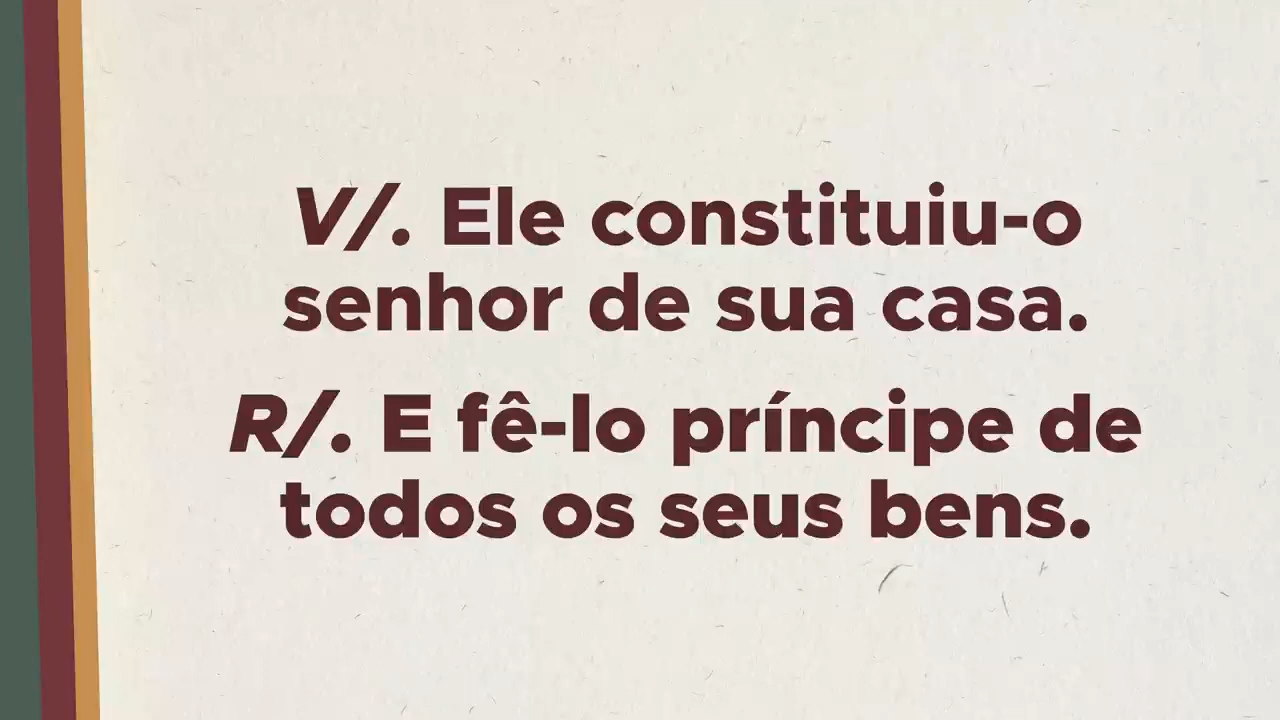 V/. Ele constituiu-o
senhor de sua casa.
R/. E fê-lo príncipe de
todos os seus bens.